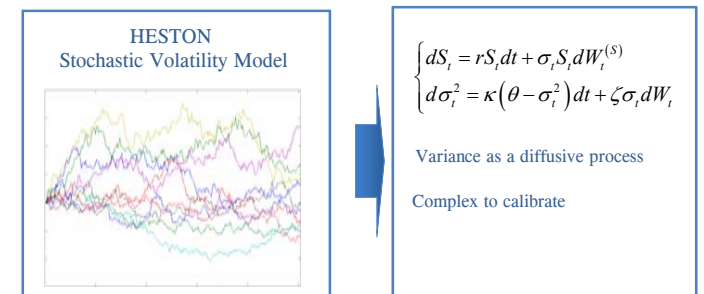 HESTON
Stochastic Volatility Model
dS_t = rS_t dt + σ_t S_t dW_t^{(S)}
dσ_t^2 = κ(θ − σ_t^2)dt + ζσ_t dW_t
Variance as a diffusive process
Complex to calibrate